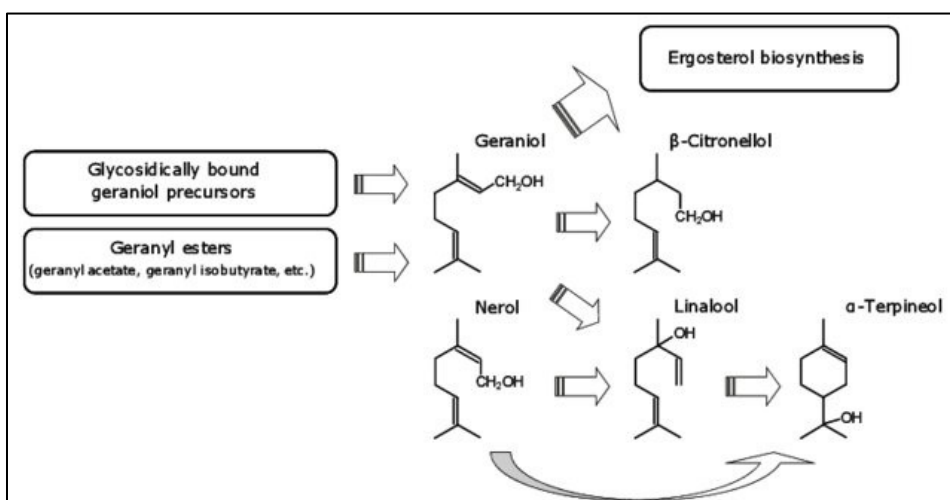 Ergosterol biosynthesis
Geraniol
β-Citronellol
Glycosidically bound
geraniol precursors
CH₂OH
CH₂OH
Geranyl esters
(geranyl acetate, geranyl isobutyrate, etc.)
Nerol
Linalool
α-Terpineol
OH
CH₂OH
OH